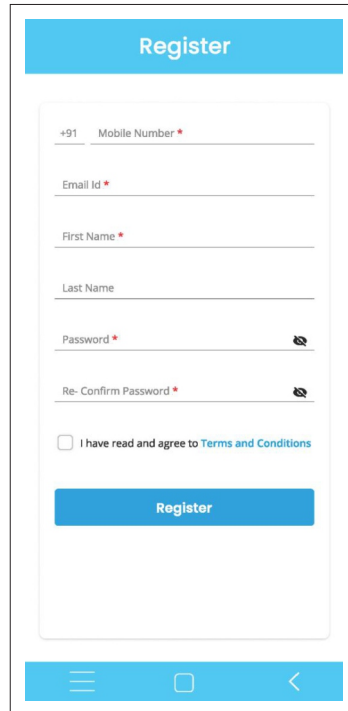 Register
+91 Mobile Number *
Email Id *
First Name *
Last Name
Password *
Re- Confirm Password *
I have read and agree to Terms and Conditions
Register